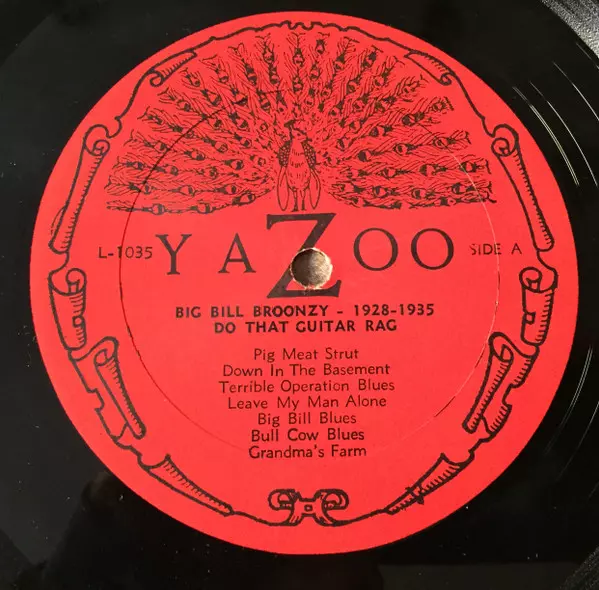 L-1035 YAZOO SIDE A
BIG BILL BROONZY - 1928-1935
DO THAT GUITAR RAG
Pig Meat Strut
Down In The Basement
Terrible Operation Blues
Leave My Man Alone
Big Bill Blues
Bull Cow Blues
Grandma's Farm